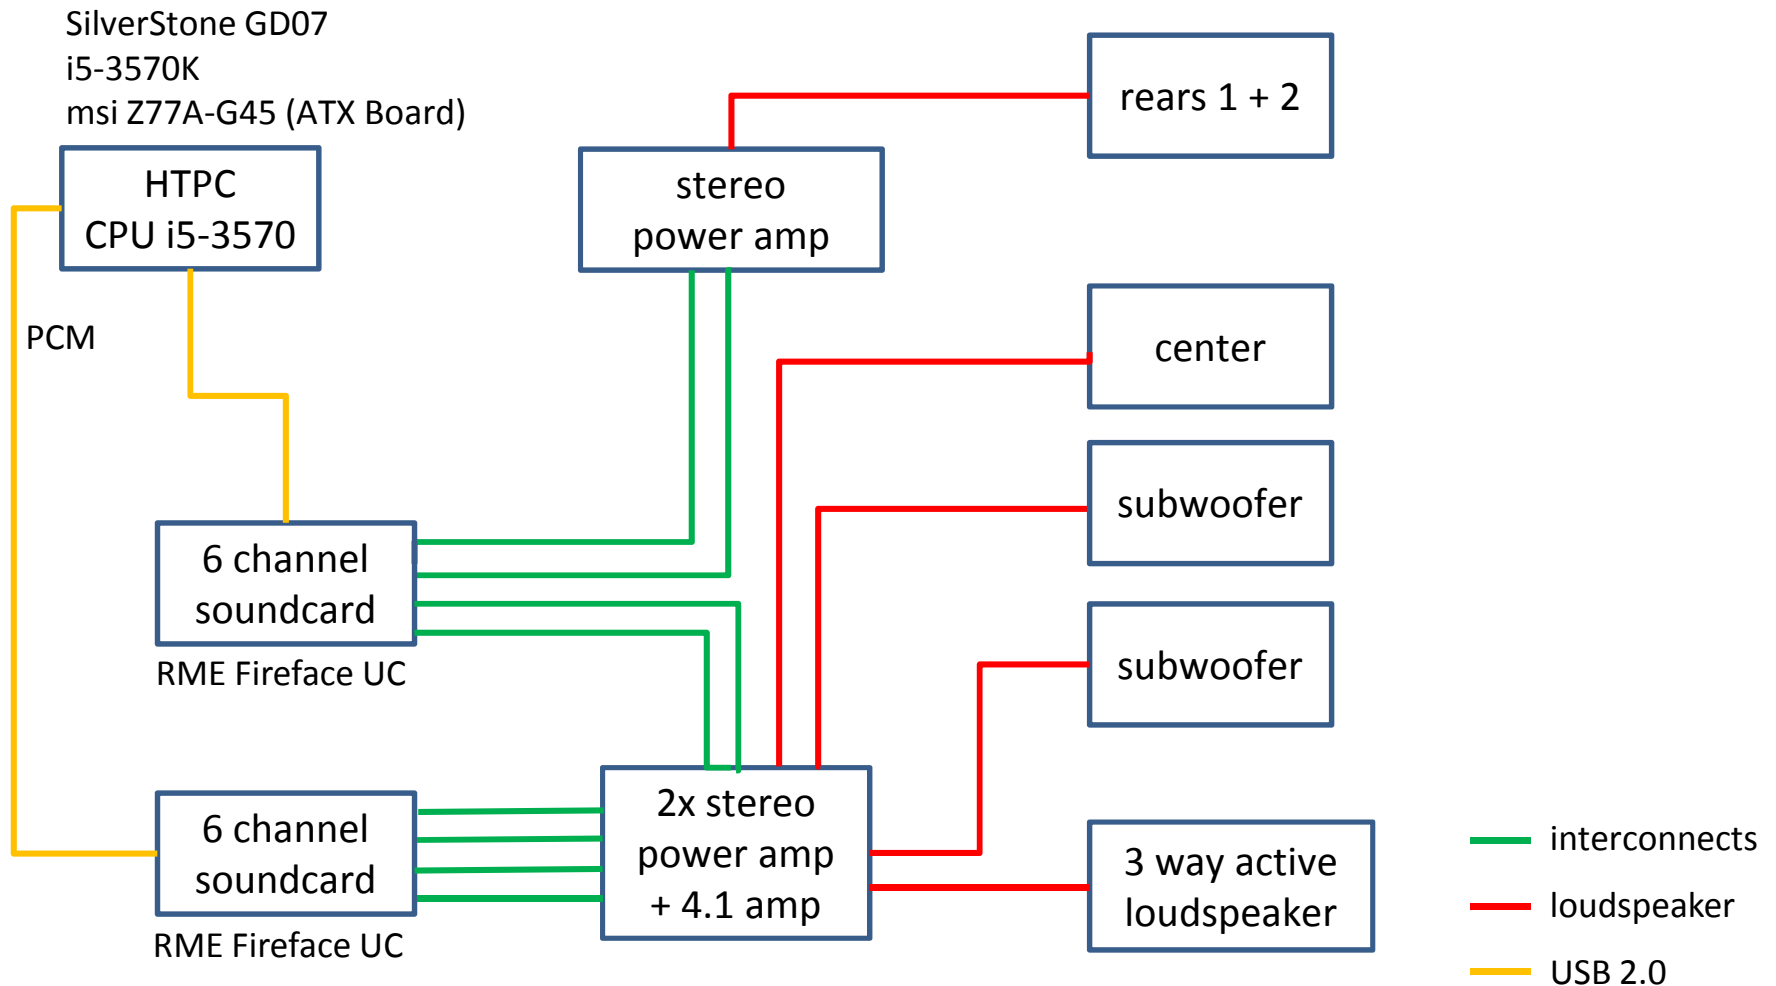 SilverStone GD07
i5-3570K
msi Z77A-G45 (ATX Board)
HTPC
CPU i5-3570
PCM
6 channel
soundcard
RME Fireface UC
6 channel
soundcard
RME Fireface UC
stereo
power amp
2x stereo
power amp
+ 4.1 amp
rears 1 + 2
center
subwoofer
subwoofer
3 way active
loudspeaker
interconnects
loudspeaker
USB 2.0